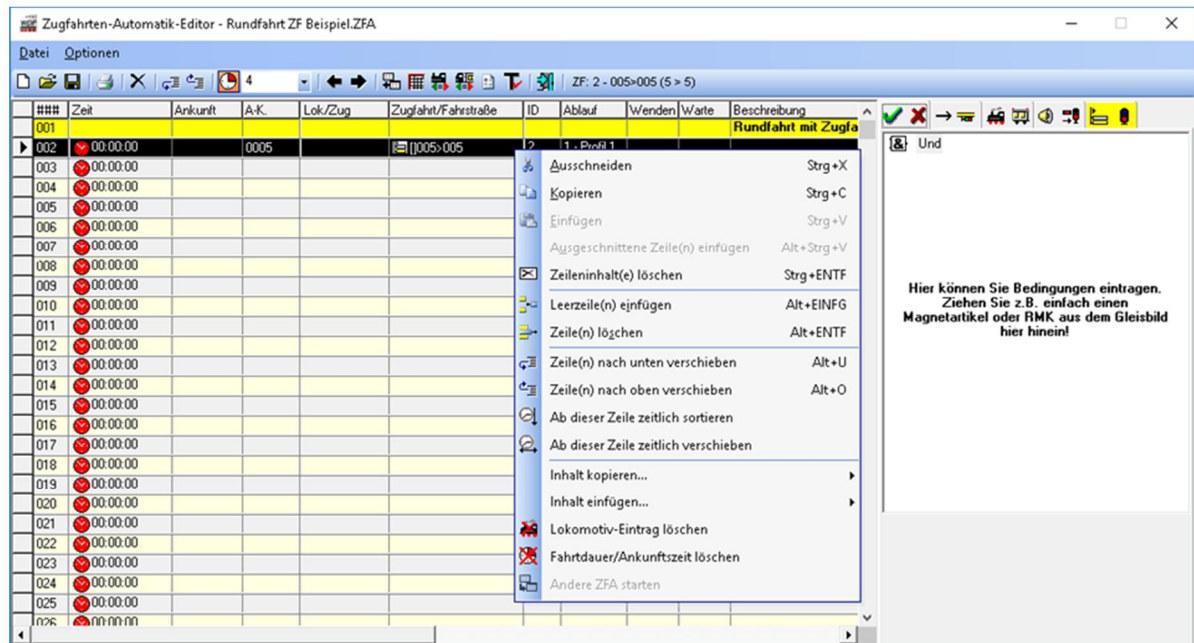 Zugfahrten-Automatik-Editor - Rundfahrt ZF Beispiel.ZFA
Datei Optionen
4 ZF: 2 - 005>005 (5 > 5)
### Zeit Ankunft A-K. Lok/Zug Zugfahrt/Fahrstraße ID Ablauf Wenden Warte Beschreibung
001 Rundfahrt mit Zugfa
002 00:00:00 0005 []005>005 2 1 - Profil 1
003 00:00:00
004 00:00:00
005 00:00:00
006 00:00:00
007 00:00:00
008 00:00:00
009 00:00:00
010 00:00:00
011 00:00:00
012 00:00:00
013 00:00:00
014 00:00:00
015 00:00:00
016 00:00:00
017 00:00:00
018 00:00:00
019 00:00:00
020 00:00:00
021 00:00:00
022 00:00:00
023 00:00:00
024 00:00:00
025 00:00:00
026 00:00:00
Ausschneiden Strg+X
Kopieren Strg+C
Einfügen Strg+V
Ausgeschnittene Zeile(n) einfügen Alt+Strg+V
Zeileninhalt(e) löschen Strg+ENTF
Leerzeile(n) einfügen Alt+EINFG
Zeile(n) löschen Alt+ENTF
Zeile(n) nach unten verschieben Alt+U
Zeile(n) nach oben verschieben Alt+O
Ab dieser Zeile zeitlich sortieren
Ab dieser Zeile zeitlich verschieben
Inhalt kopieren...
Inhalt einfügen...
Lokomotiv-Eintrag löschen
Fahrtdauer/Ankunftszeit löschen
Andere ZFA starten
{&} Und
Hier können Sie Bedingungen eintragen.
Ziehen Sie z.B. einfach einen
Magnetartikel oder RMK aus dem Gleisbild
hier hinein!